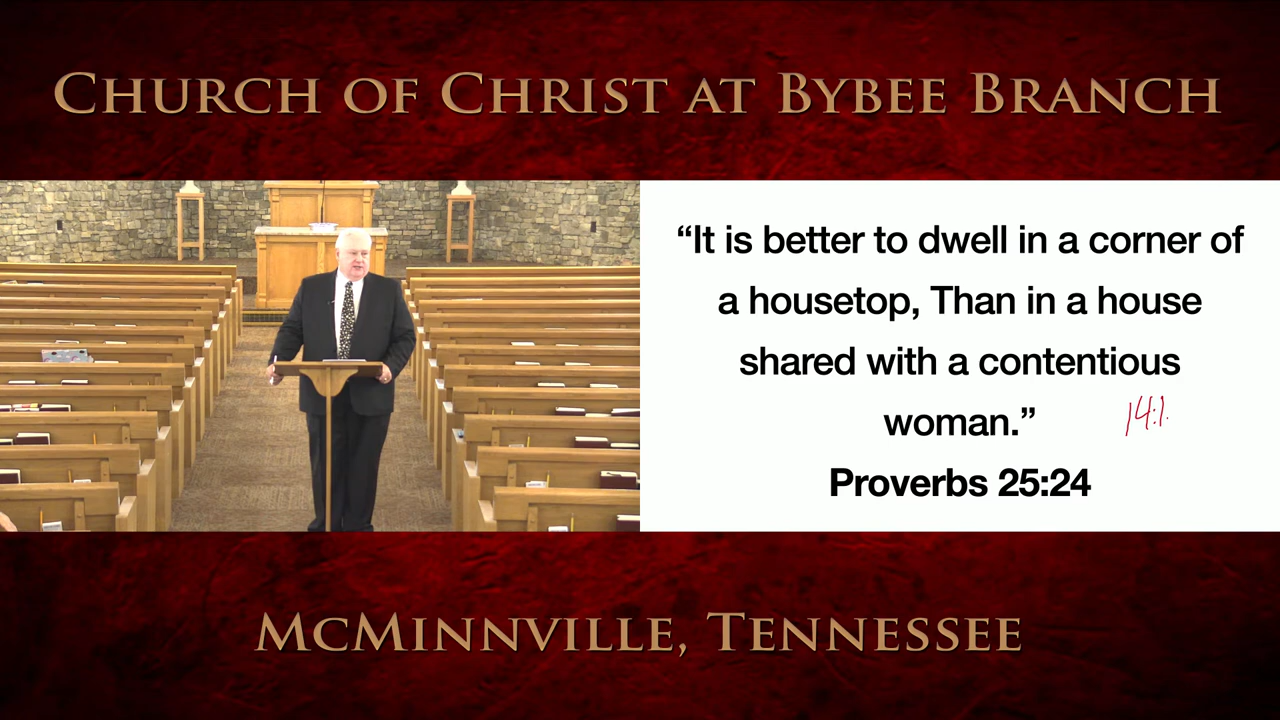 CHURCH OF CHRIST AT BYBEE BRANCH
“It is better to dwell in a corner of
a housetop, Than in a house
shared with a contentious
woman.”
14:1
Proverbs 25:24
MCMINNVILLE, TENNESSEE